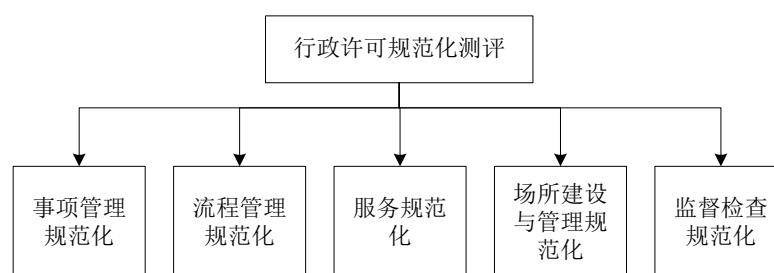 行政许可规范化测评
事项管理
规范化
流程管理
规范化
服务规范
化
场所建设
与管理规
范化
监督检查
规范化